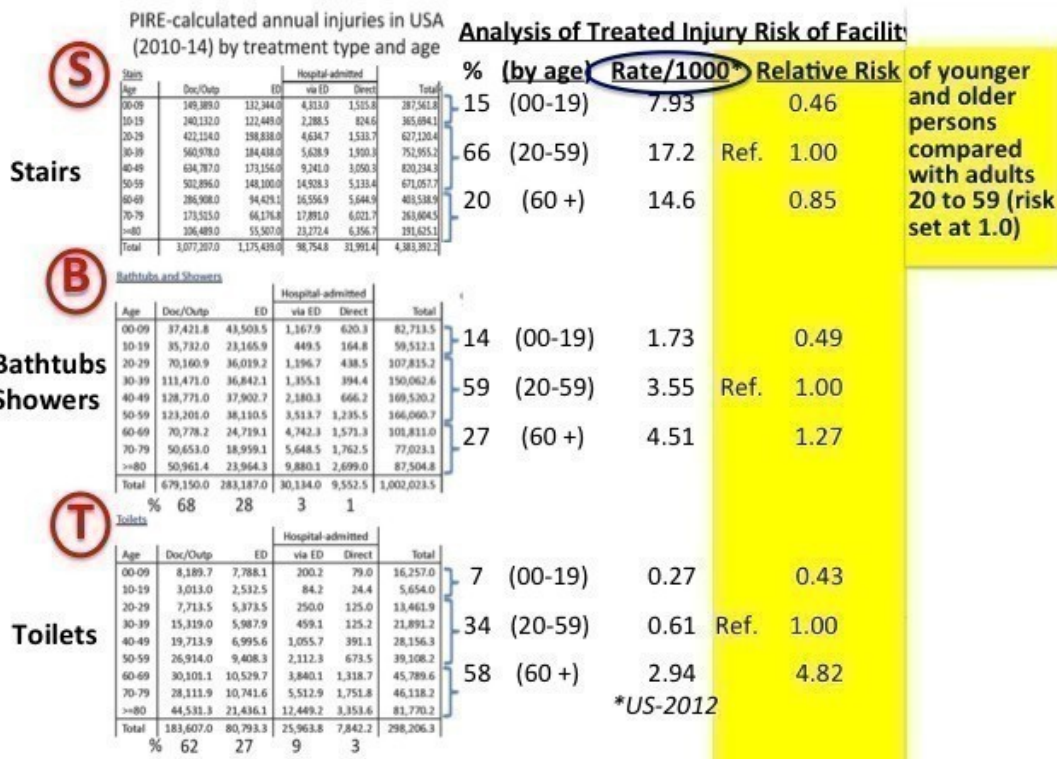 PIRE-calculated annual injuries in USA
(2010-14) by treatment type and age
Analysis of Treated Injury Risk of Facility
% (by age) Rate/1000* Relative Risk of younger and older persons compared with adults 20 to 59 (risk set at 1.0)
S
Stairs
Stairs
Hospital-admitted
Age Doc/Outp ED via ED Direct Total
00-09 149,389.0 132,344.0 4,313.0 1,515.8 287,561.8
10-19 240,132.0 122,449.0 2,288.5 824.6 365,694.1
20-29 422,114.0 198,838.0 4,634.7 1,533.7 627,120.4
30-39 560,978.0 184,438.0 5,628.9 1,910.3 752,955.2
40-49 634,787.0 173,156.0 9,241.0 3,050.3 820,234.3
50-59 502,896.0 148,100.0 14,928.3 5,133.4 671,057.7
60-69 286,908.0 94,429.1 16,556.9 5,644.9 403,538.9
70-79 173,515.0 66,176.8 17,891.0 6,021.7 263,604.5
>=80 106,489.0 55,507.0 23,272.4 6,356.7 191,625.1
Total 3,077,207.0 1,175,439.0 98,754.8 31,991.4 4,383,392.2
15 (00-19) 7.93 0.46
66 (20-59) 17.2 Ref. 1.00
20 (60 +) 14.6 0.85
B
Bathtubs
Showers
Bathtubs and Showers
Hospital-admitted
Age Doc/Outp ED via ED Direct Total
00-09 37,421.8 43,503.5 1,167.9 620.3 82,713.5
10-19 35,732.0 23,165.9 449.5 164.8 59,512.1
20-29 70,160.9 36,019.2 1,196.7 438.5 107,815.2
30-39 111,471.0 36,842.1 1,355.1 394.4 150,062.6
40-49 128,771.0 37,902.7 2,180.3 666.2 169,520.2
50-59 123,201.0 38,110.5 3,513.7 1,235.5 166,060.7
60-69 70,778.2 24,719.1 4,742.3 1,571.3 101,811.0
70-79 50,653.0 18,959.1 5,648.5 1,762.5 77,023.1
>=80 50,961.4 23,964.3 9,880.1 2,699.0 87,504.8
Total 679,150.0 283,187.0 30,134.0 9,552.5 1,002,023.5
% 68 28 3 1
14 (00-19) 1.73 0.49
59 (20-59) 3.55 Ref. 1.00
27 (60 +) 4.51 1.27
T
Toilets
Toilets
Hospital-admitted
Age Doc/Outp ED via ED Direct Total
00-09 8,189.7 7,788.1 200.2 79.0 16,257.0
10-19 3,013.0 2,532.5 84.2 24.4 5,654.0
20-29 7,713.5 5,373.5 250.0 125.0 13,461.9
30-39 15,319.0 5,987.9 459.1 125.2 21,891.2
40-49 19,713.9 6,995.6 1,055.7 391.1 28,156.3
50-59 26,914.0 9,408.3 2,112.3 673.5 39,108.2
60-69 30,101.1 10,529.7 3,840.1 1,318.7 45,789.6
70-79 28,111.9 10,741.6 5,512.9 1,751.8 46,118.2
>=80 44,531.3 21,436.1 12,449.2 3,353.6 81,770.2
Total 183,607.0 80,793.3 25,963.8 7,842.2 298,206.3
% 62 27 9 3
7 (00-19) 0.27 0.43
34 (20-59) 0.61 Ref. 1.00
58 (60 +) 2.94 4.82
*US-2012